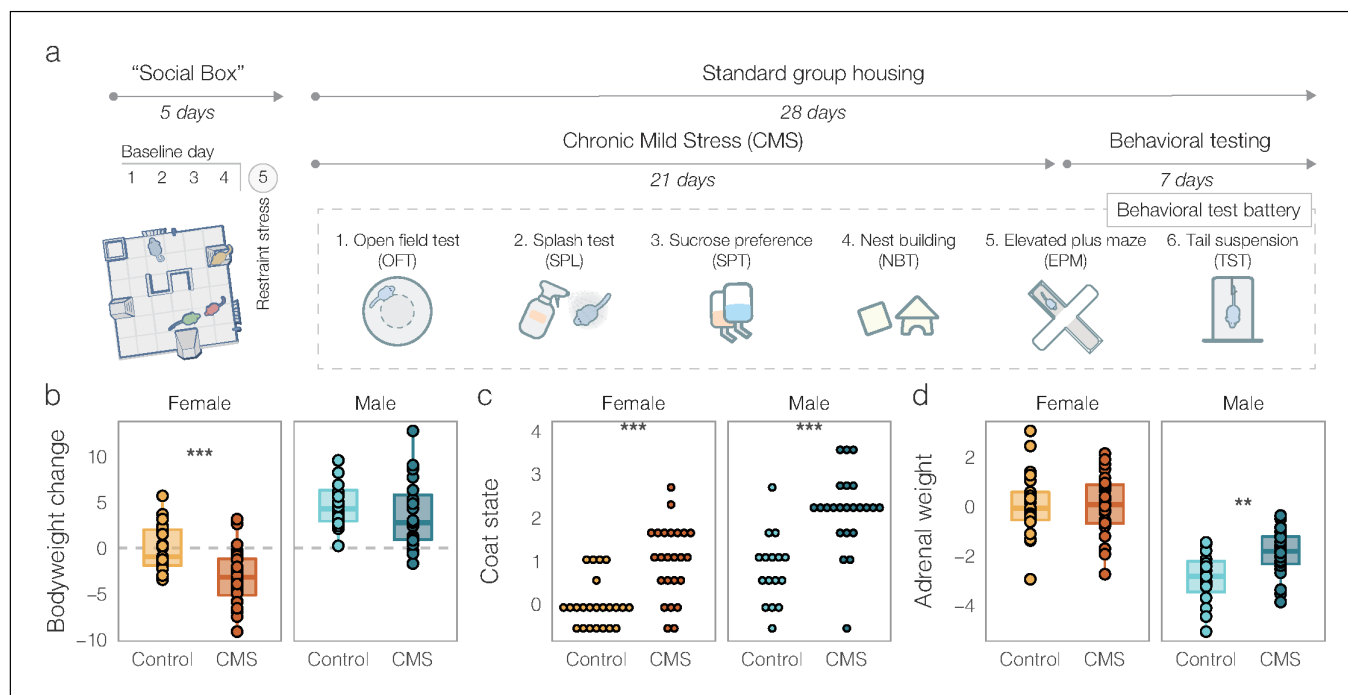 a
“Social Box”
Standard group housing
5 days
28 days
Chronic Mild Stress (CMS)
Behavioral testing
Baseline day
1 2 3 4 5
21 days
7 days
Restraint stress
Behavioral test battery
1. Open field test
(OFT)
2. Splash test
(SPL)
3. Sucrose preference
(SPT)
4. Nest building
(NBT)
5. Elevated plus maze
(EPM)
6. Tail suspension
(TST)
b
Female
Male
Bodyweight change
10
5
0
−5
−10
***
Control
CMS
Control
CMS
c
Female
Male
Coat state
4
3
2
1
0
***
***
Control
CMS
Control
CMS
d
Female
Male
Adrenal weight
2
0
−2
−4
**
Control
CMS
Control
CMS